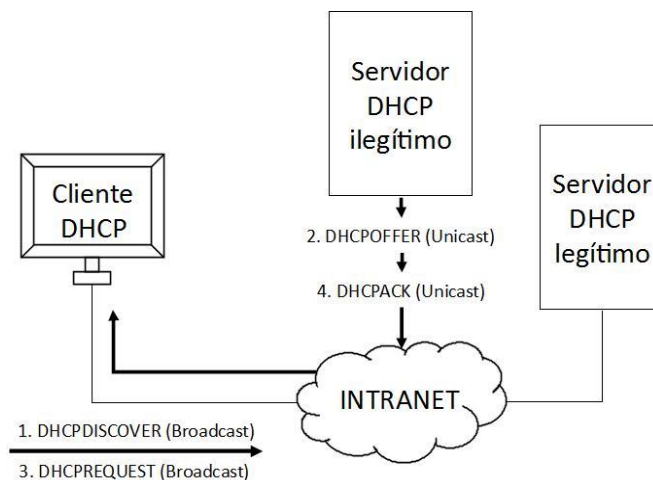 Servidor
DHCP
ilegítimo
Servidor
DHCP
legítimo
Cliente
DHCP
2. DHCPOFFER (Unicast)
4. DHCPACK (Unicast)
INTRANET
1. DHCPDISCOVER (Broadcast)
3. DHCPREQUEST (Broadcast)